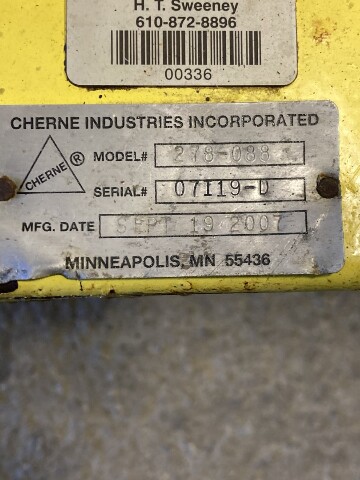 H. T. Sweeney
610-872-8896
00336
CHERNE INDUSTRIES INCORPORATED
CHERNE ® MODEL# 278-088
SERIAL# 07I19-D
MFG. DATE SEPT 19 2007
MINNEAPOLIS, MN 55436